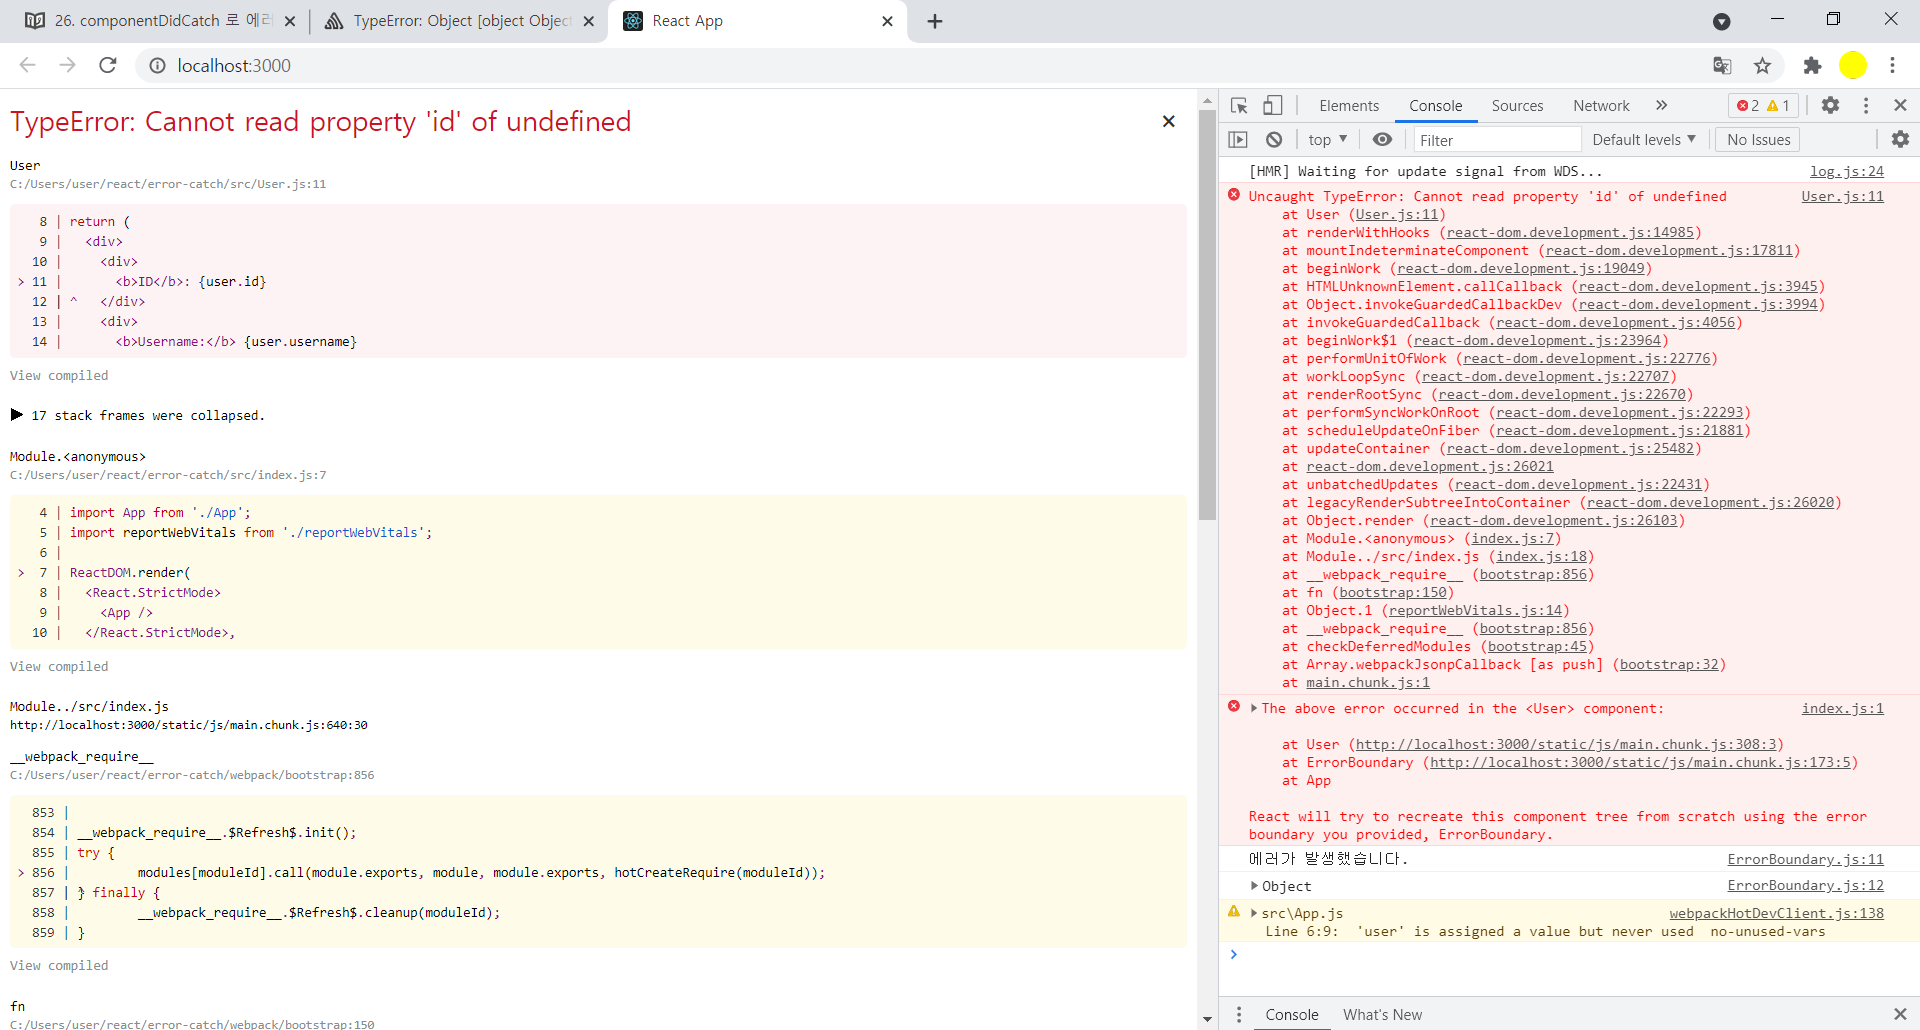 26. componentDidCatch 로 에러
TypeError: Object [object Object
React App
localhost:3000
TypeError: Cannot read property 'id' of undefined
User
C:/Users/user/react/error-catch/src/User.js:11
8 | return (
9 |   <div>
10 |     <div>
> 11 |       <b>ID</b>: {user.id}
12 | ^   </div>
13 |     <div>
14 |       <b>Username:</b> {user.username}
View compiled
▶ 17 stack frames were collapsed.
Module.<anonymous>
C:/Users/user/react/error-catch/src/index.js:7
4 | import App from './App';
5 | import reportWebVitals from './reportWebVitals';
6 |
> 7 | ReactDOM.render(
8 |   <React.StrictMode>
9 |     <App />
10 |   </React.StrictMode>,
View compiled
Module../src/index.js
http://localhost:3000/static/js/main.chunk.js:640:30
__webpack_require__
C:/Users/user/react/error-catch/webpack/bootstrap:856
853 |
854 | __webpack_require__.$Refresh$.init();
855 | try {
> 856 |       modules[moduleId].call(module.exports, module, module.exports, hotCreateRequire(moduleId));
857 | } finally {
858 |       __webpack_require__.$Refresh$.cleanup(moduleId);
859 | }
View compiled
fn
C:/Users/user/react/error-catch/webpack/bootstrap:150
Elements Console Sources Network » 2 1
top ▼ Filter Default levels ▼ No Issues
[HMR] Waiting for update signal from WDS... log.js:24
Uncaught TypeError: Cannot read property 'id' of undefined User.js:11
at User (User.js:11)
at renderWithHooks (react-dom.development.js:14985)
at mountIndeterminateComponent (react-dom.development.js:17811)
at beginWork (react-dom.development.js:19049)
at HTMLUnknownElement.callCallback (react-dom.development.js:3945)
at Object.invokeGuardedCallbackDev (react-dom.development.js:3994)
at invokeGuardedCallback (react-dom.development.js:4056)
at beginWork$1 (react-dom.development.js:23964)
at performUnitOfWork (react-dom.development.js:22776)
at workLoopSync (react-dom.development.js:22707)
at renderRootSync (react-dom.development.js:22670)
at performSyncWorkOnRoot (react-dom.development.js:22293)
at scheduleUpdateOnFiber (react-dom.development.js:21881)
at updateContainer (react-dom.development.js:25482)
at react-dom.development.js:26021
at unbatchedUpdates (react-dom.development.js:22431)
at legacyRenderSubtreeIntoContainer (react-dom.development.js:26020)
at Object.render (react-dom.development.js:26103)
at Module.<anonymous> (index.js:7)
at Module../src/index.js (index.js:18)
at __webpack_require__ (bootstrap:856)
at fn (bootstrap:150)
at Object.1 (reportWebVitals.js:14)
at __webpack_require__ (bootstrap:856)
at checkDeferredModules (bootstrap:45)
at Array.webpackJsonpCallback [as push] (bootstrap:32)
at main.chunk.js:1
▶ The above error occurred in the <User> component: index.js:1
at User (http://localhost:3000/static/js/main.chunk.js:308:3)
at ErrorBoundary (http://localhost:3000/static/js/main.chunk.js:173:5)
at App
React will try to recreate this component tree from scratch using the error
boundary you provided, ErrorBoundary.
에러가 발생했습니다. ErrorBoundary.js:11
▶ Object ErrorBoundary.js:12
▶ src\App.js webpackHotDevClient.js:138
Line 6:9:  'user' is assigned a value but never used  no-unused-vars
Console What's New